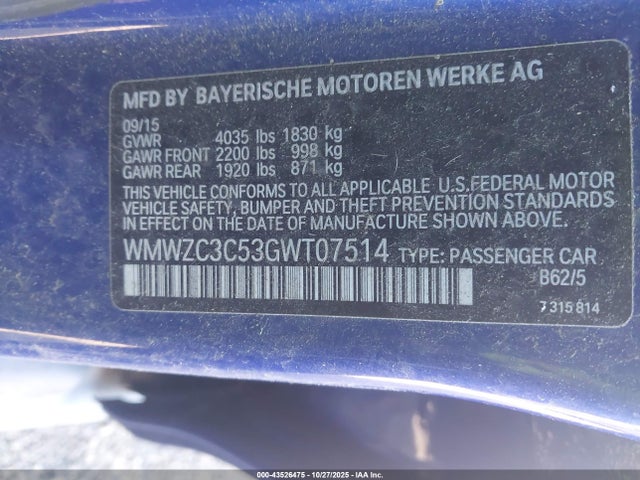 MFD BY BAYERISCHE MOTOREN WERKE AG
09/15
GVWR 4035 lbs 1830 kg
GAWR FRONT 2200 lbs 998 kg
GAWR REAR 1920 lbs 871 kg
THIS VEHICLE CONFORMS TO ALL APPLICABLE U.S.FEDERAL MOTOR
VEHICLE SAFETY, BUMPER AND THEFT PREVENTION STANDARDS
IN EFFECT ON THE DATE OF MANUFACTURE SHOWN ABOVE.
WMWZC3C53GWT07514 TYPE: PASSENGER CAR
B62/5
7 315 814
000-43526475 - 10/27/2025 - IAA Inc.